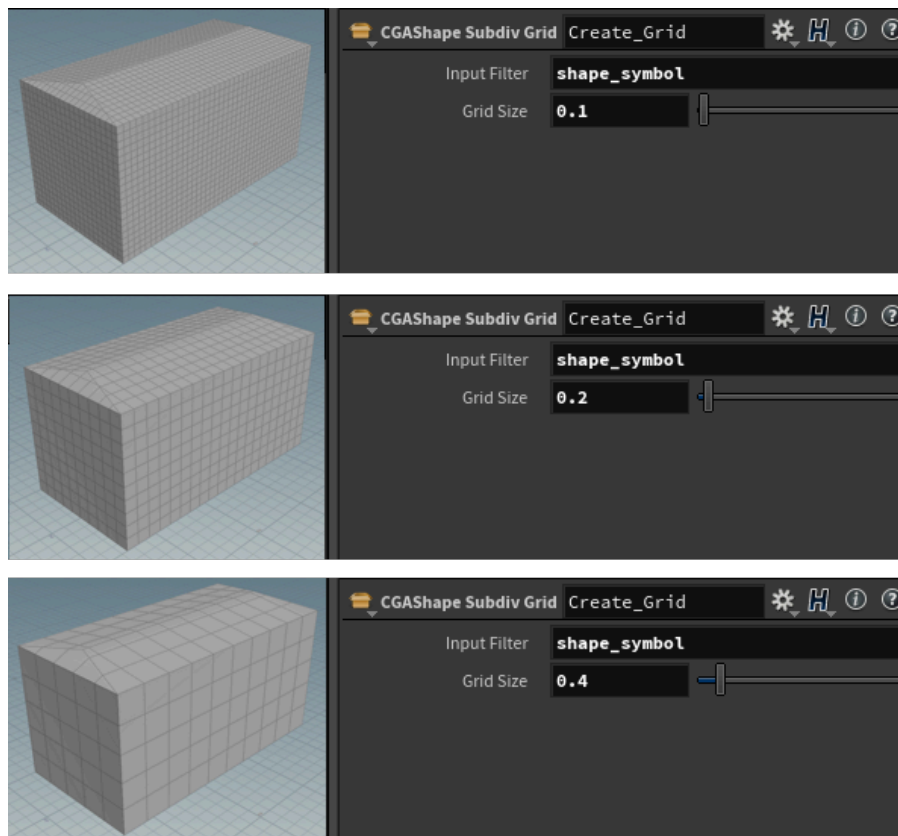 CGAShape Subdiv Grid Create_Grid
Input Filter shape_symbol
Grid Size 0.1
CGAShape Subdiv Grid Create_Grid
Input Filter shape_symbol
Grid Size 0.2
CGAShape Subdiv Grid Create_Grid
Input Filter shape_symbol
Grid Size 0.4